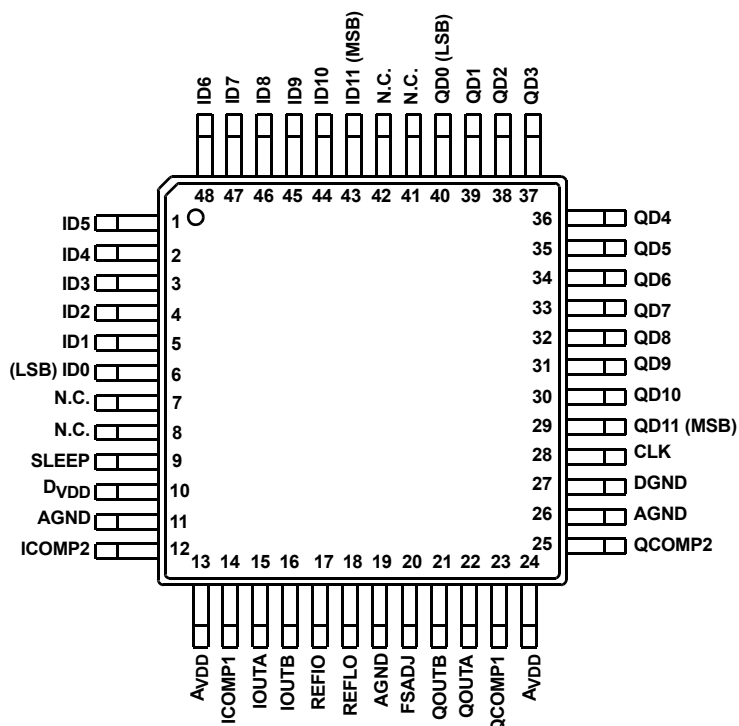 ID6
ID7
ID8
ID9
ID10
ID11 (MSB)
N.C.
N.C.
QD0 (LSB)
QD1
QD2
QD3
48 47 46 45 44 43 42 41 40 39 38 37
ID5 1
ID4 2
ID3 3
ID2 4
ID1 5
(LSB) ID0 6
N.C. 7
N.C. 8
SLEEP 9
DVDD 10
AGND 11
ICOMP2 12
36 QD4
35 QD5
34 QD6
33 QD7
32 QD8
31 QD9
30 QD10
29 QD11 (MSB)
28 CLK
27 DGND
26 AGND
25 QCOMP2
13 14 15 16 17 18 19 20 21 22 23 24
AVDD
ICOMP1
IOUTA
IOUTB
REFIO
REFLO
AGND
FSADJ
QOUTB
QOUTA
QCOMP1
AVDD